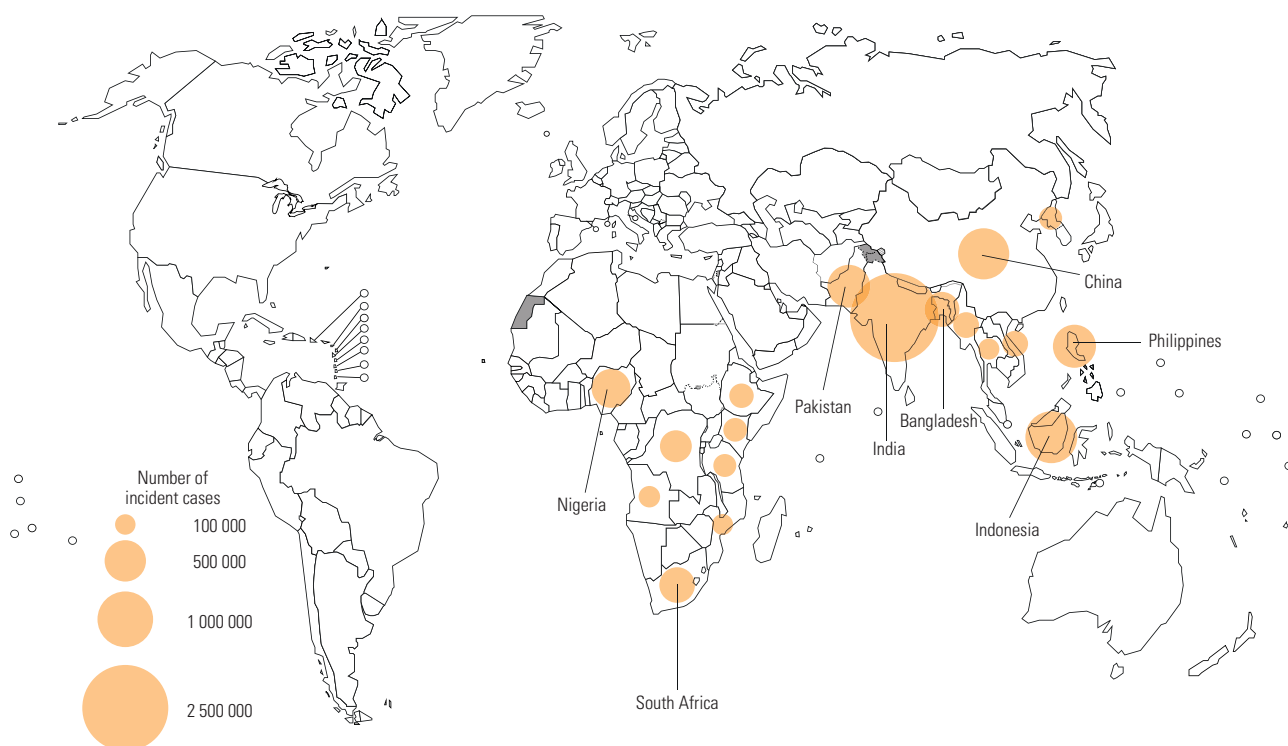 China
Philippines
Pakistan
Bangladesh
India
Number of
incident cases
Nigeria
100 000
Indonesia
500 000
1 000 000
South Africa
2 500 000